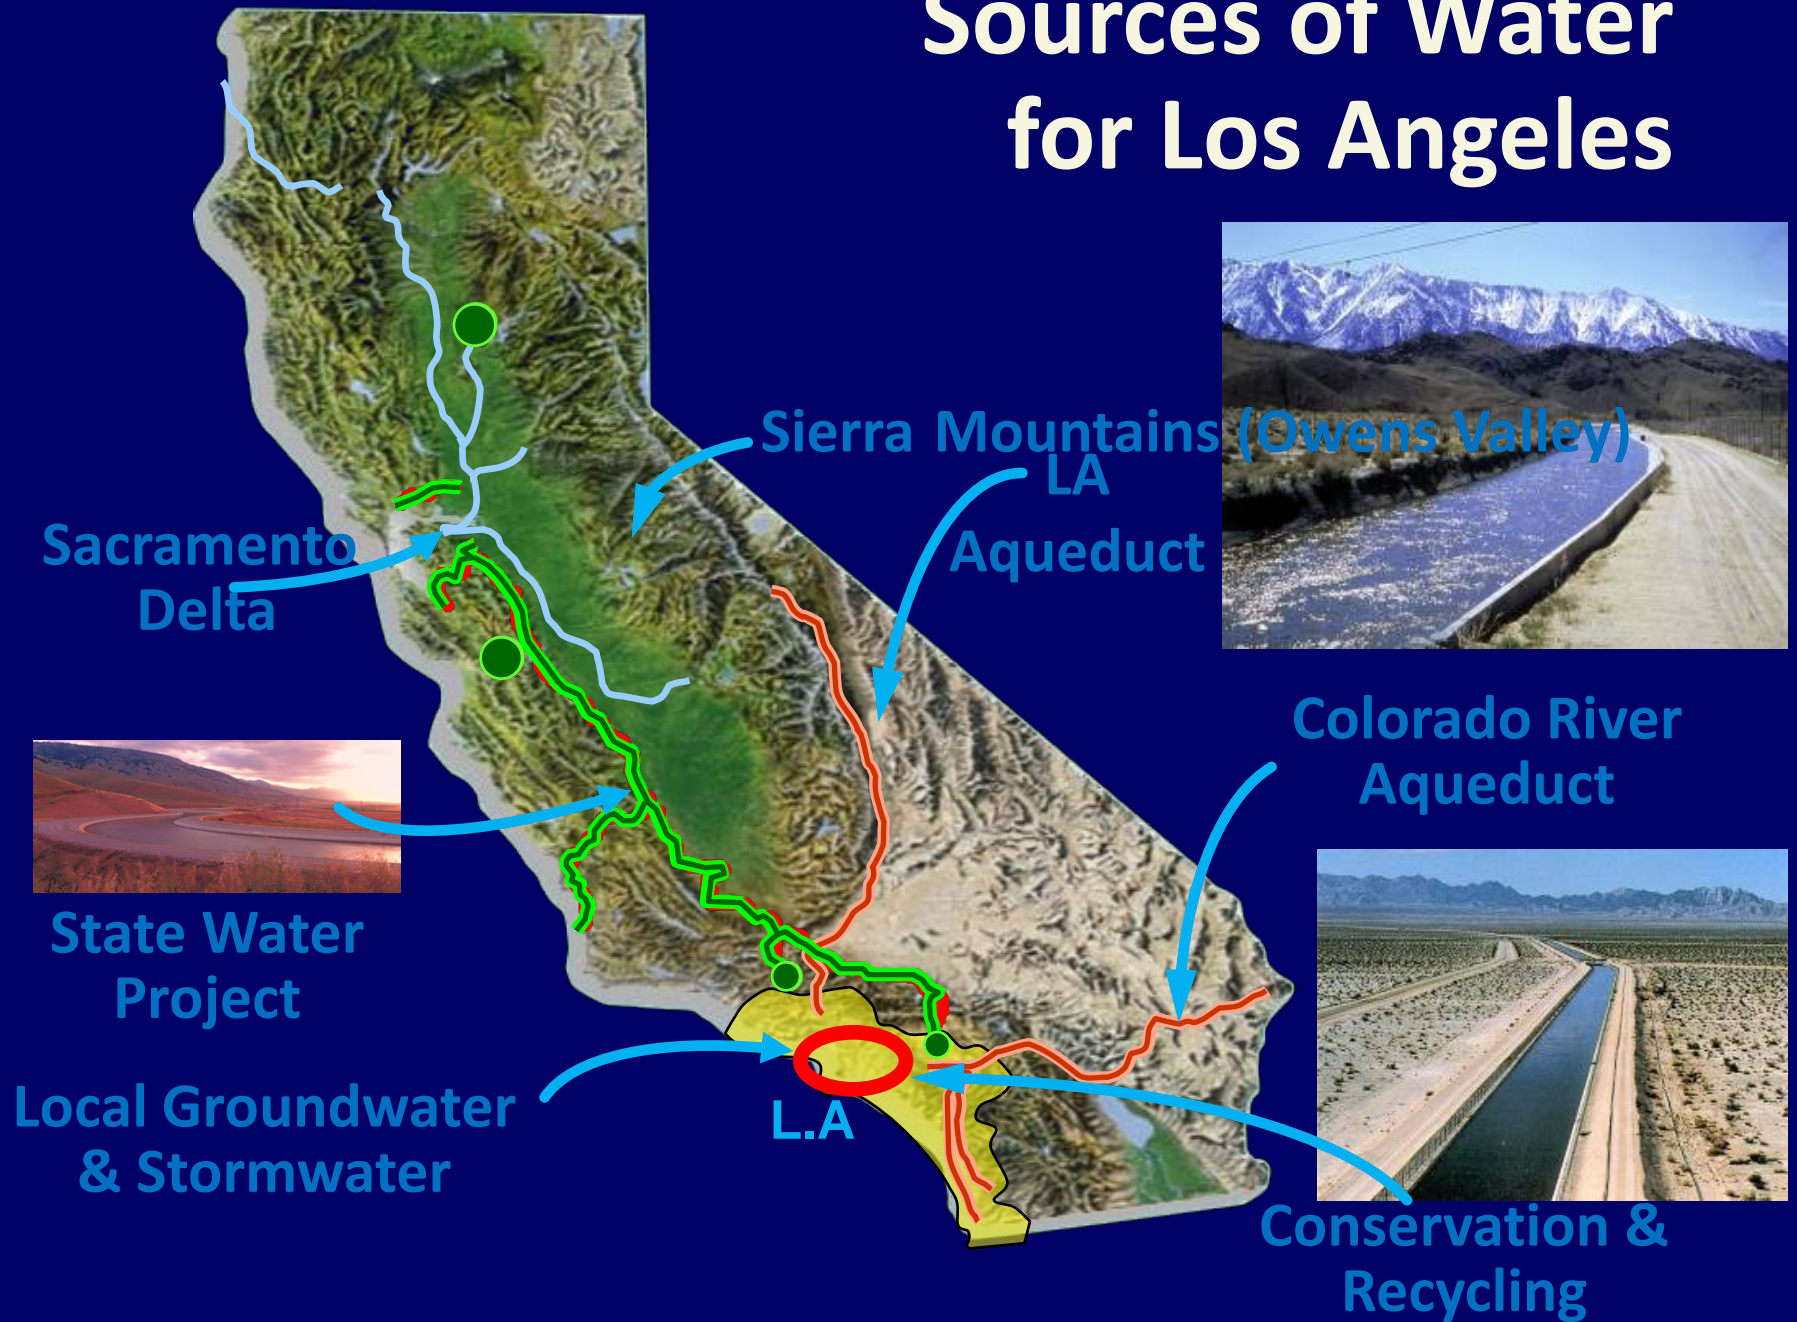 Sources of Water
for Los Angeles
Sierra Mountains (Owens Valley)
LA
Aqueduct
Sacramento
Delta
Colorado River
Aqueduct
State Water
Project
Local Groundwater
& Stormwater
L.A
Conservation &
Recycling